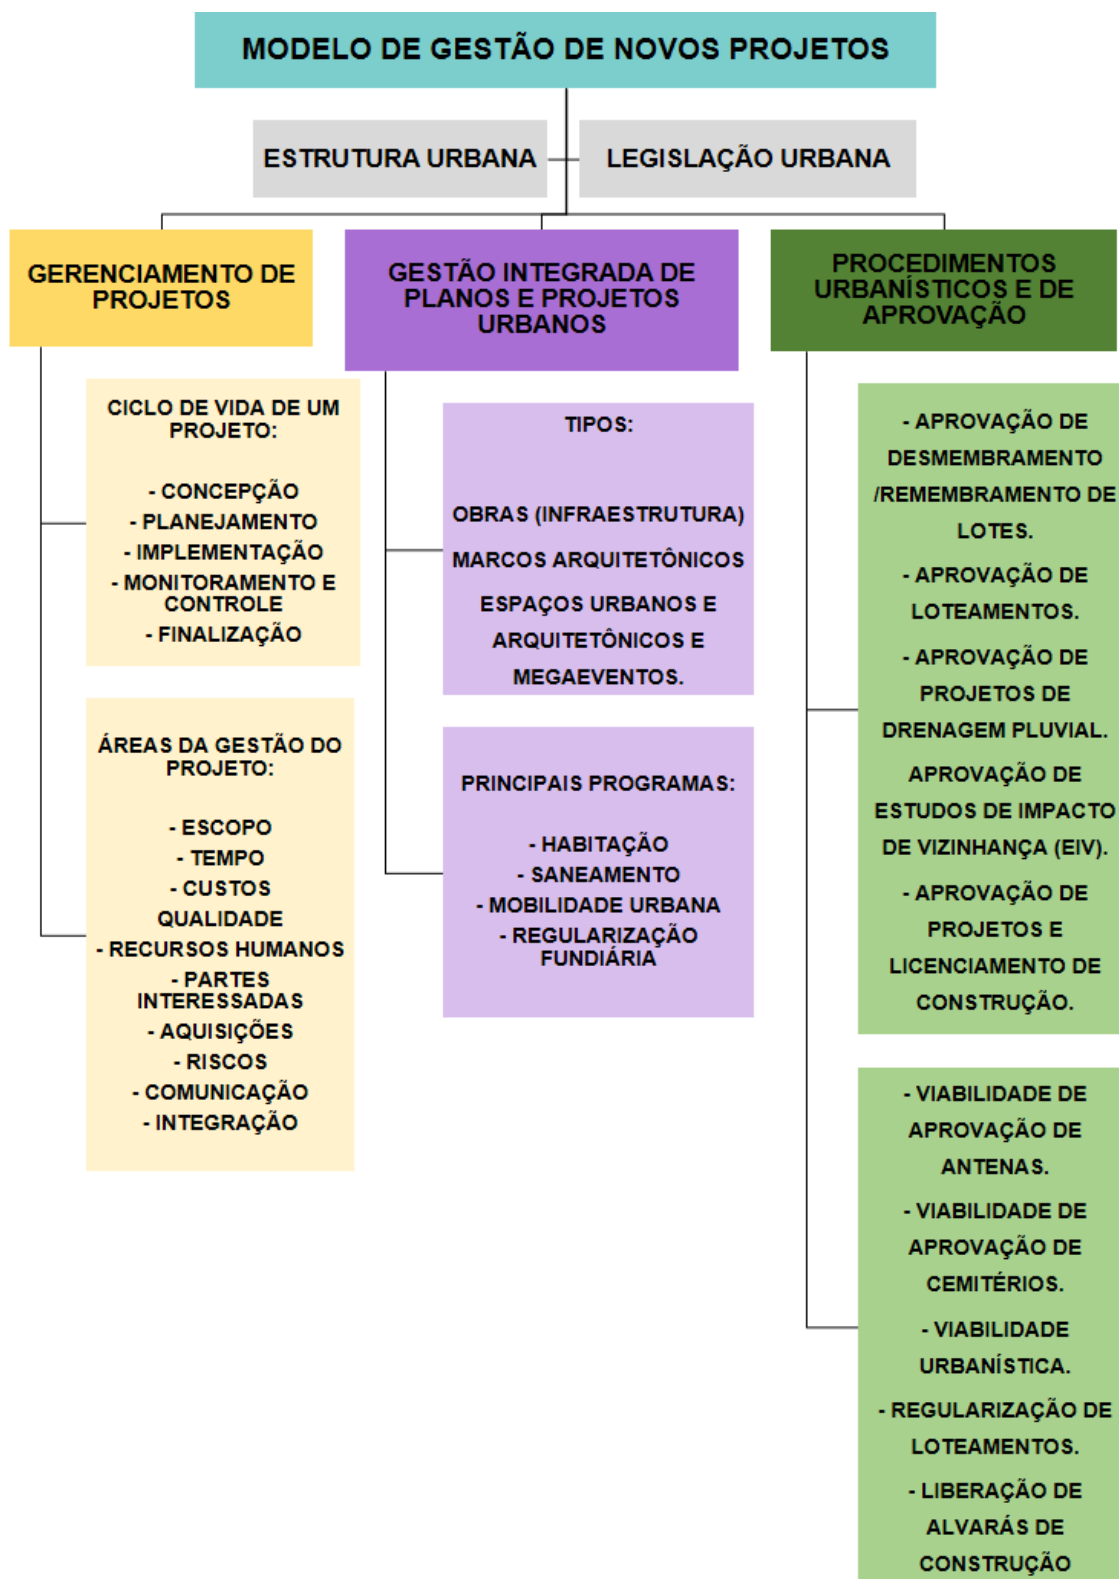 MODELO DE GESTÃO DE NOVOS PROJETOS
ESTRUTURA URBANA
LEGISLAÇÃO URBANA
GERENCIAMENTO DE
PROJETOS
CICLO DE VIDA DE UM
PROJETO:
- CONCEPÇÃO
- PLANEJAMENTO
- IMPLEMENTAÇÃO
- MONITORAMENTO E
CONTROLE
- FINALIZAÇÃO
ÁREAS DA GESTÃO DO
PROJETO:
- ESCOPO
- TEMPO
- CUSTOS
QUALIDADE
- RECURSOS HUMANOS
- PARTES
INTERESSADAS
- AQUISIÇÕES
- RISCOS
- COMUNICAÇÃO
- INTEGRAÇÃO
GESTÃO INTEGRADA DE
PLANOS E PROJETOS
URBANOS
TIPOS:
OBRAS (INFRAESTRUTURA)
MARCOS ARQUITETÔNICOS
ESPAÇOS URBANOS E
ARQUITETÔNICOS E
MEGAEVENTOS.
PRINCIPAIS PROGRAMAS:
- HABITAÇÃO
- SANEAMENTO
- MOBILIDADE URBANA
- REGULARIZAÇÃO
FUNDIÁRIA
PROCEDIMENTOS
URBANÍSTICOS E DE
APROVAÇÃO
- APROVAÇÃO DE
DESMEMBRAMENTO
/REMEMBRAMENTO DE
LOTES.
- APROVAÇÃO DE
LOTEAMENTOS.
- APROVAÇÃO DE
PROJETOS DE
DRENAGEM PLUVIAL.
APROVAÇÃO DE
ESTUDOS DE IMPACTO
DE VIZINHANÇA (EIV).
- APROVAÇÃO DE
PROJETOS E
LICENCIAMENTO DE
CONSTRUÇÃO.
- VIABILIDADE DE
APROVAÇÃO DE
ANTENAS.
- VIABILIDADE DE
APROVAÇÃO DE
CEMITÉRIOS.
- VIABILIDADE
URBANÍSTICA.
- REGULARIZAÇÃO DE
LOTEAMENTOS.
- LIBERAÇÃO DE
ALVARÁS DE
CONSTRUÇÃO